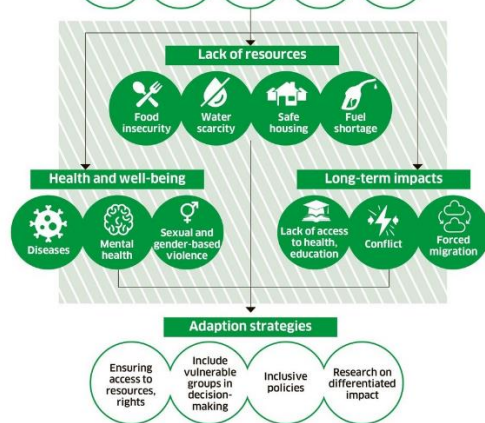 Lack of resources
Food
insecurity
Water
scarcity
Safe
housing
Fuel
shortage
Health and well-being
Diseases
Mental
health
Sexual and
gender-based
violence
Long-term impacts
Lack of access
to health,
education
Conflict
Forced
migration
Adaption strategies
Ensuring
access to
resources,
rights
Include
vulnerable
groups in
decision-
making
Inclusive
policies
Research on
differentiated
impact